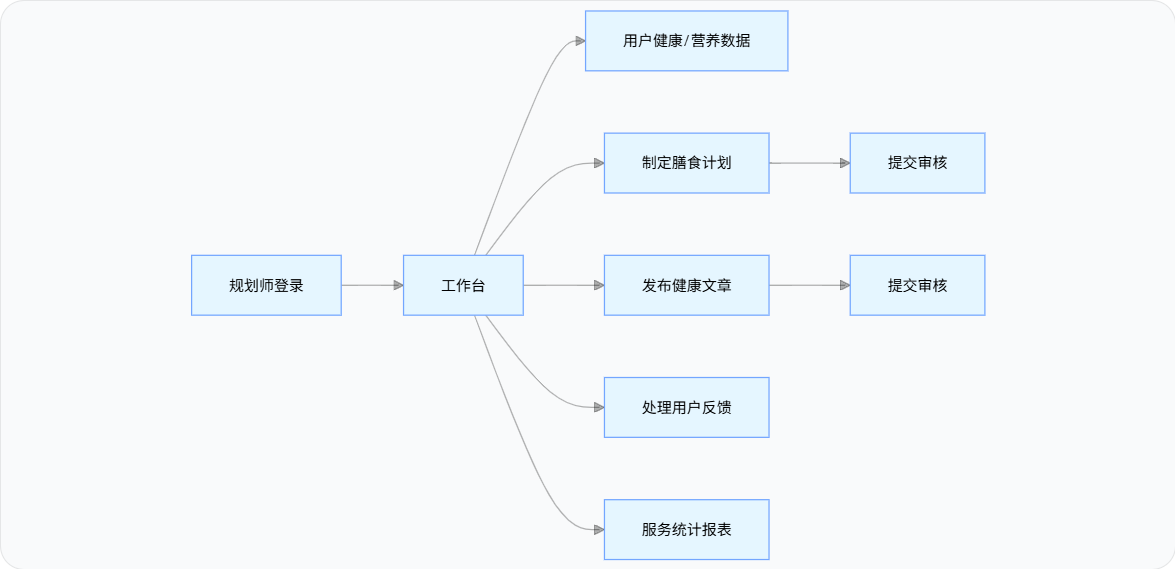 用户健康/营养数据
制定膳食计划
提交审核
规划师登录
工作台
发布健康文章
提交审核
处理用户反馈
服务统计报表